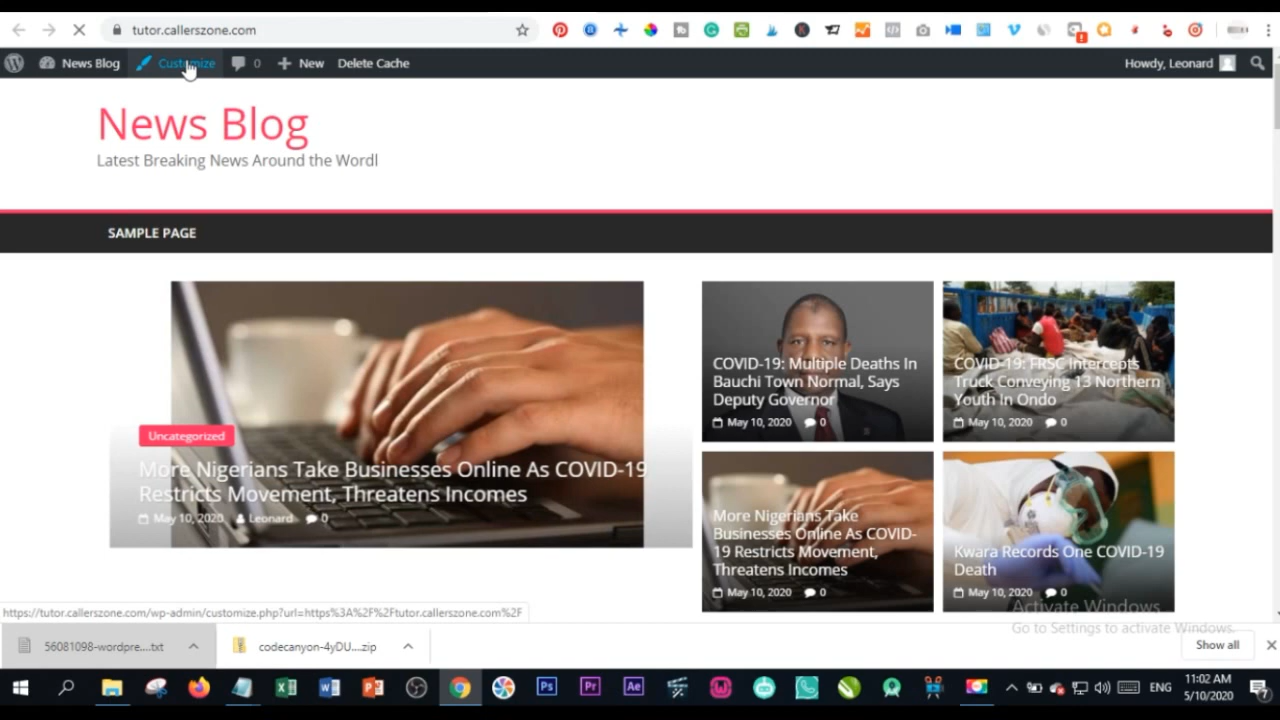 tutor.callerszone.com
News Blog
Customize
0
New
Delete Cache
Howdy, Leonard
News Blog
Latest Breaking News Around the Wordl
SAMPLE PAGE
Uncategorized
More Nigerians Take Businesses Online As COVID-19
Restricts Movement, Threatens Incomes
May 10, 2020 Leonard 0
COVID-19: Multiple Deaths In
Bauchi Town Normal, Says
Deputy Governor
May 10, 2020 0
COVID-19: FRSC Intercepts
Truck Conveying 13 Northern
Youth In Ondo
May 10, 2020 0
More Nigerians Take
Businesses Online As COVID-
19 Restricts Movement,
Threatens Incomes
May 10, 2020 0
Kwara Records One COVID-19
Death
May 10, 2020 0
Activate Windows
Go to Settings to activate Windows.
https://tutor.callerszone.com/wp-admin/customize.php?url=https%3A%2F%2Ftutor.callerszone.com%2F
56081098-wordpre....txt
codecanyon-4yDU....zip
Show all
Ps
Pr
Ae
ENG
11:02 AM
5/10/2020
7